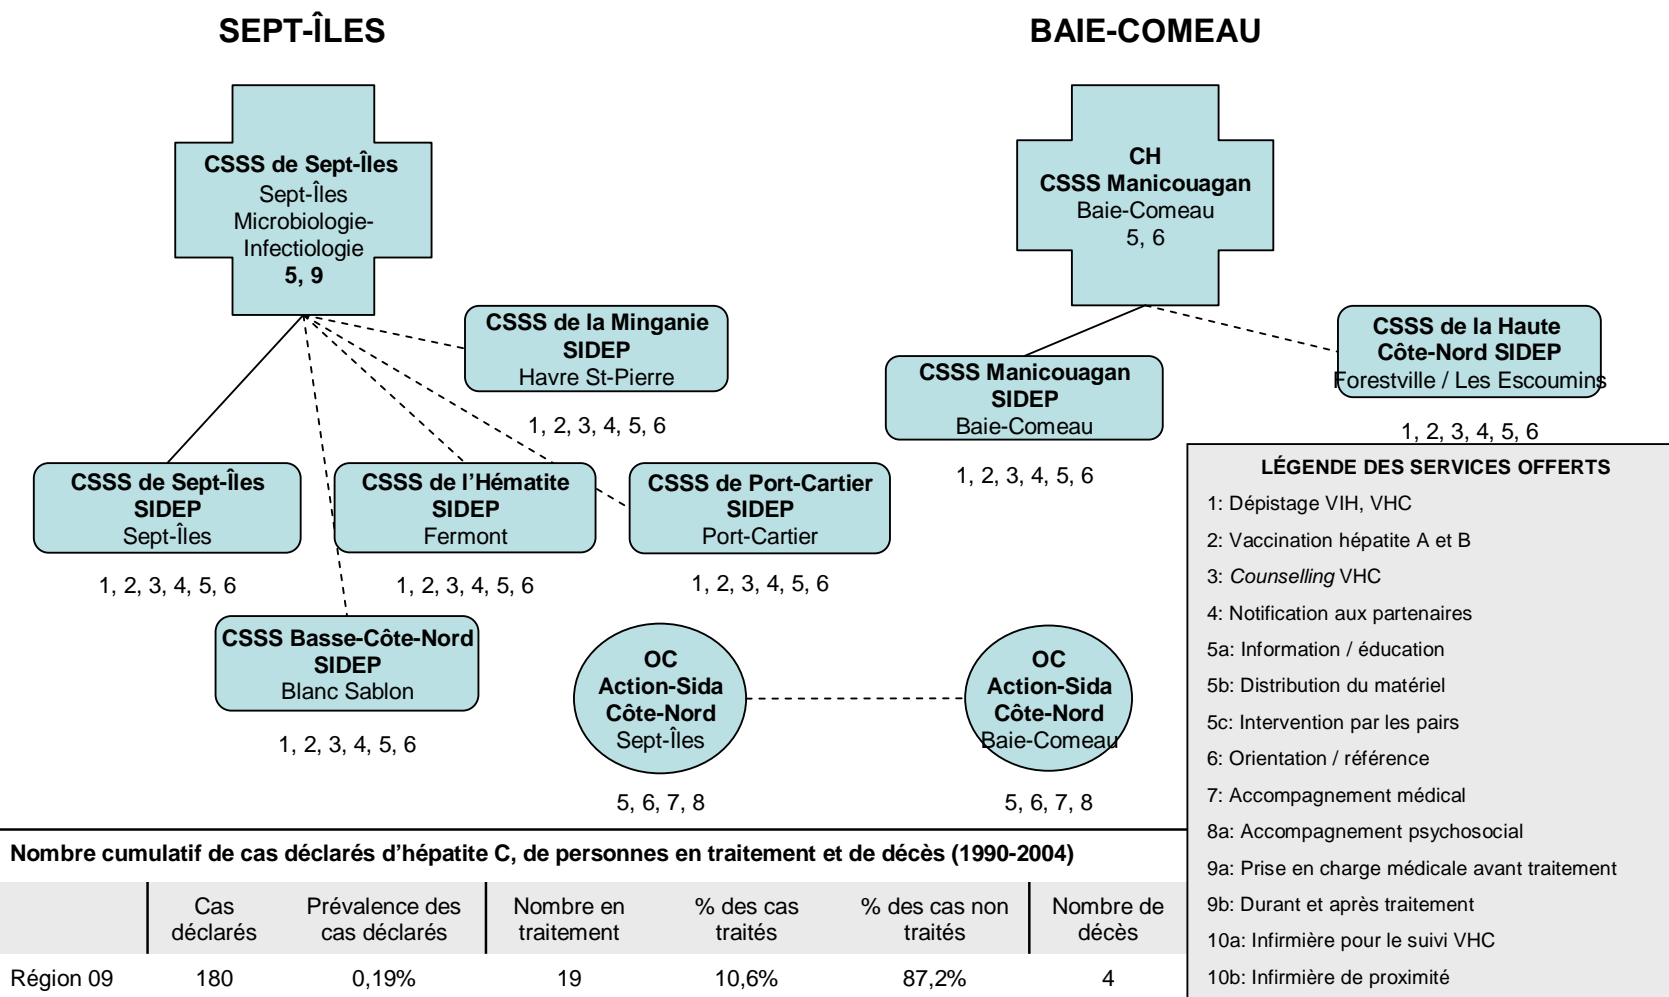 SEPT-ÎLES
BAIE-COMEAU
CSSS de Sept-Îles
Sept-Îles
Microbiologie-
Infectiologie
5, 9
CH
CSSS Manicouagan
Baie-Comeau
5, 6
CSSS de la Minganie
SIDEP
Havre St-Pierre
1, 2, 3, 4, 5, 6
CSSS Manicouagan
SIDEP
Baie-Comeau
1, 2, 3, 4, 5, 6
CSSS de la Haute
Côte-Nord SIDEP
Forestville / Les Escoumins
1, 2, 3, 4, 5, 6
CSSS de Sept-Îles
SIDEP
Sept-Îles
1, 2, 3, 4, 5, 6
CSSS de l’Hématite
SIDEP
Fermont
1, 2, 3, 4, 5, 6
CSSS de Port-Cartier
SIDEP
Port-Cartier
1, 2, 3, 4, 5, 6
CSSS Basse-Côte-Nord
SIDEP
Blanc Sablon
1, 2, 3, 4, 5, 6
OC
Action-Sida
Côte-Nord
Sept-Îles
5, 6, 7, 8
OC
Action-Sida
Côte-Nord
Baie-Comeau
5, 6, 7, 8
LÉGENDE DES SERVICES OFFERTS
1: Dépistage VIH, VHC
2: Vaccination hépatite A et B
3: Counselling VHC
4: Notification aux partenaires
5a: Information / éducation
5b: Distribution du matériel
5c: Intervention par les pairs
6: Orientation / référence
7: Accompagnement médical
8a: Accompagnement psychosocial
9a: Prise en charge médicale avant traitement
9b: Durant et après traitement
10a: Infirmière pour le suivi VHC
10b: Infirmière de proximité
Nombre cumulatif de cas déclarés d’hépatite C, de personnes en traitement et de décès (1990-2004)
Cas déclarés Prévalence des cas déclarés Nombre en traitement % des cas traités % des cas non traités Nombre de décès
Région 09 180 0,19% 19 10,6% 87,2% 4